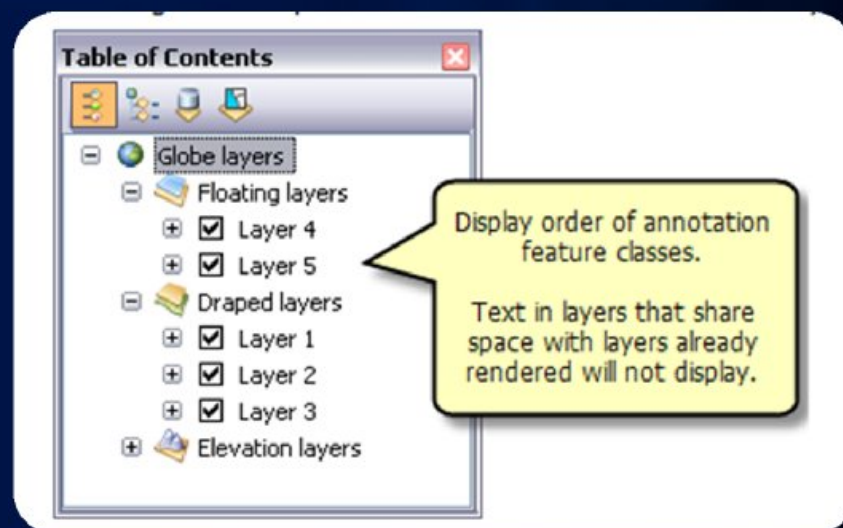 Table of Contents
Globe layers
Floating layers
Layer 4
Layer 5
Draped layers
Layer 1
Layer 2
Layer 3
Elevation layers
Display order of annotation
feature classes.
Text in layers that share
space with layers already
rendered will not display.